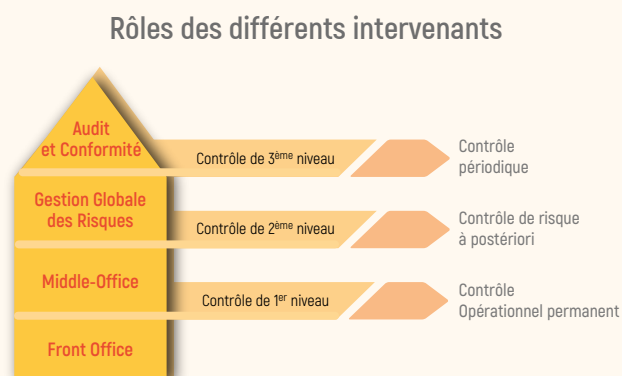 Rôles des différents intervenants
Audit
et Conformité
Contrôle de 3ème niveau
Contrôle
périodique
Gestion Globale
des Risques
Contrôle de 2ème niveau
Contrôle de risque
à postériori
Middle-Office
Contrôle de 1er niveau
Contrôle
Opérationnel permanent
Front Office